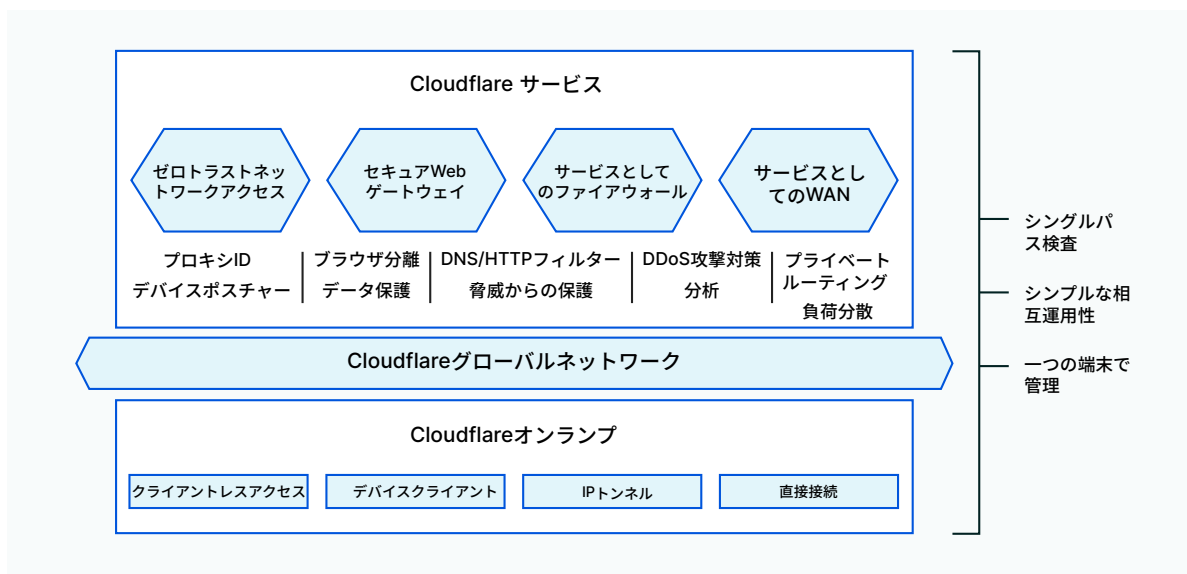 Cloudflare サービス
ゼロトラストネッ
トワークアクセス
セキュアWeb
ゲートウェイ
サービスとして
のファイアウォール
サービスとし
てのWAN
プロキシID
デバイスポスチャー
ブラウザ分離
データ保護
DNS/HTTPフィルター
脅威からの保護
DDoS攻撃対策
分析
プライベート
ルーティング
負荷分散
Cloudflareグローバルネットワーク
Cloudflareオンランプ
クライアントレスアクセス
デバイスクライアント
IPトンネル
直接接続
シングルパ
ス検査
シンプルな相
互運用性
一つの端末で
管理